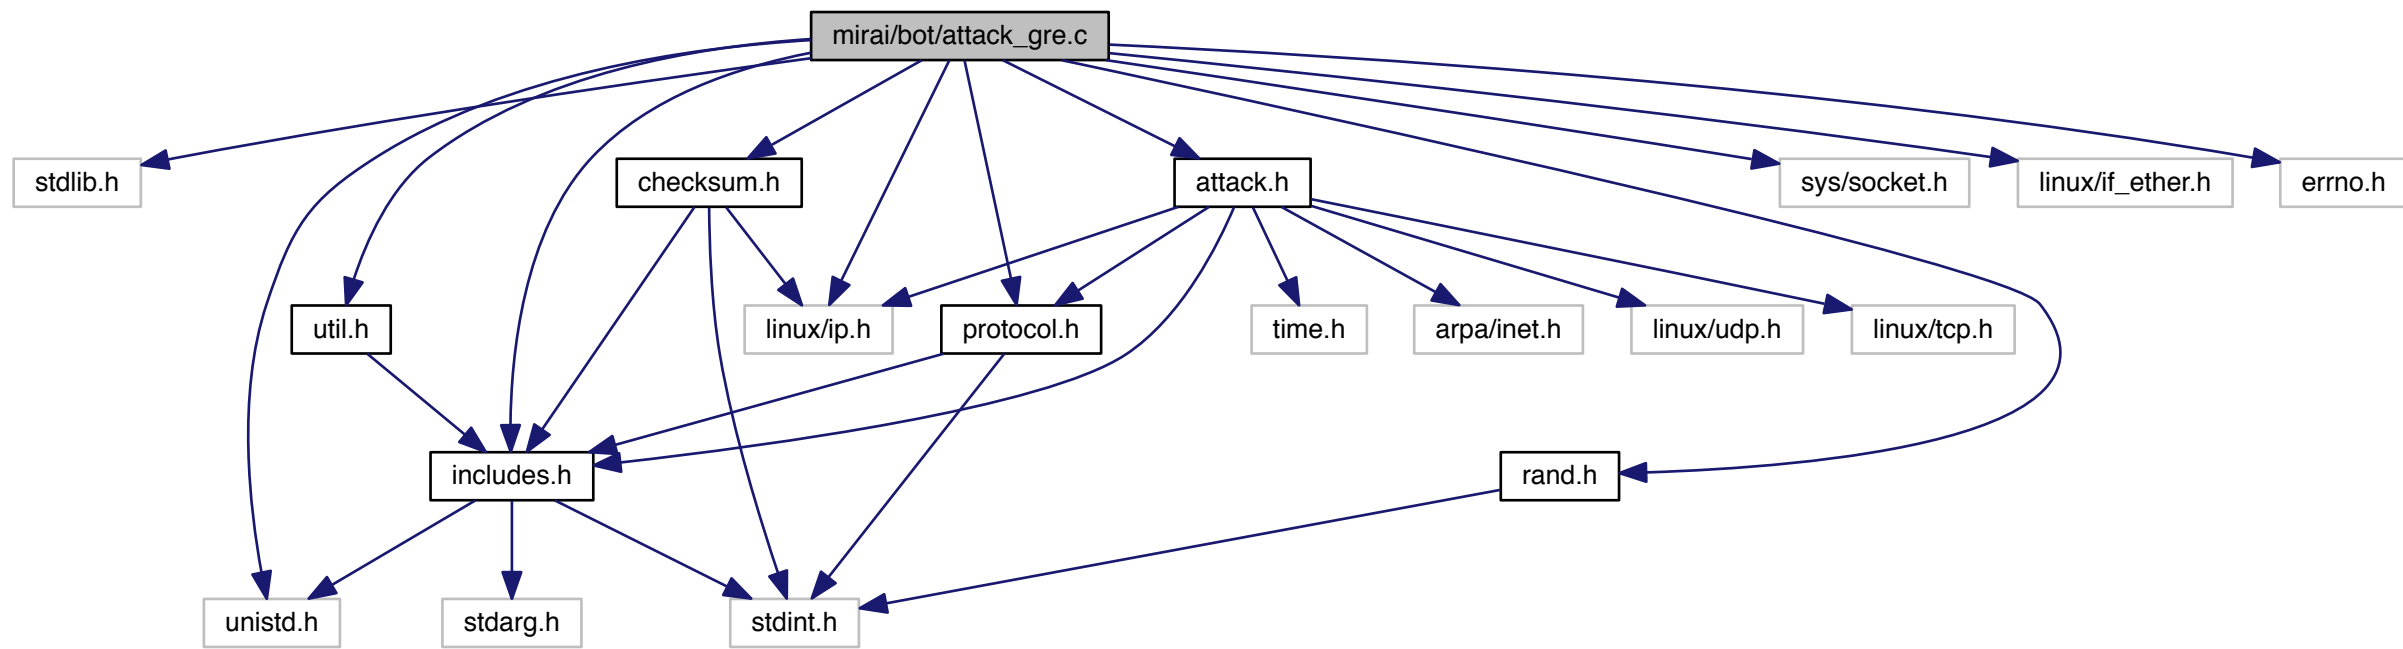 mirai/bot/attack_gre.c
stdlib.h
checksum.h
attack.h
sys/socket.h
linux/if_ether.h
errno.h
util.h
linux/ip.h
protocol.h
time.h
arpa/inet.h
linux/udp.h
linux/tcp.h
includes.h
rand.h
unistd.h
stdarg.h
stdint.h